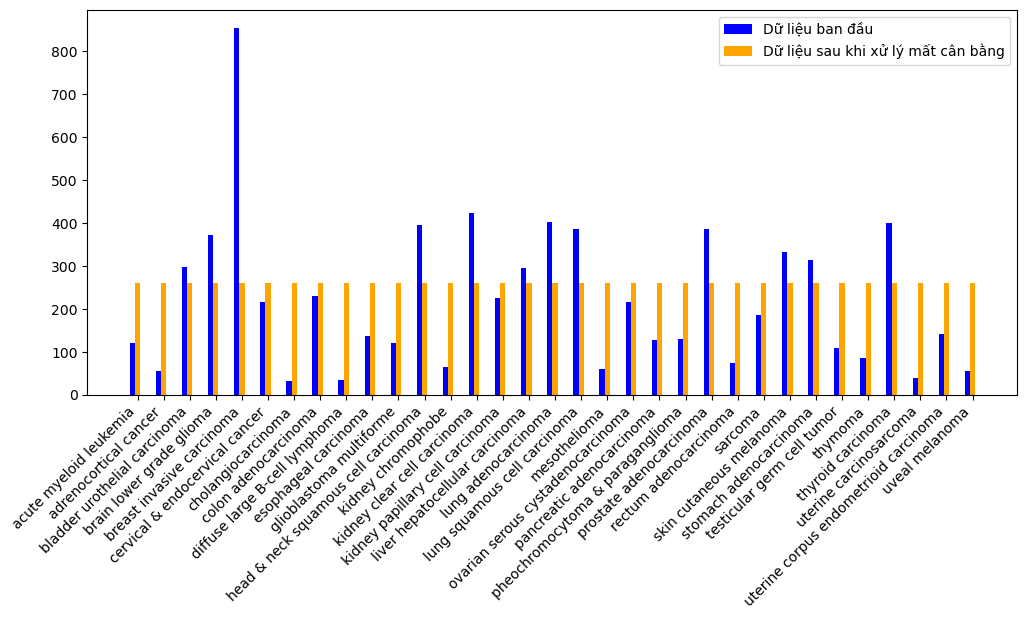 Dữ liệu ban đầu
Dữ liệu sau khi xử lý mất cân bằng
800
700
600
500
400
300
200
100
0
acute myeloid leukemia
adrenocortical cancer
bladder urothelial carcinoma
brain lower grade glioma
breast invasive carcinoma
cervical & endocervical cancer
cholangiocarcinoma
colon adenocarcinoma
diffuse large B-cell lymphoma
esophageal carcinoma
glioblastoma multiforme
head & neck squamous cell carcinoma
kidney chromophobe
kidney clear cell carcinoma
kidney papillary cell carcinoma
liver hepatocellular carcinoma
lung adenocarcinoma
lung squamous cell carcinoma
mesothelioma
ovarian serous cystadenocarcinoma
pancreatic adenocarcinoma
pheochromocytoma & paraganglioma
prostate adenocarcinoma
rectum adenocarcinoma
sarcoma
skin cutaneous melanoma
stomach adenocarcinoma
testicular germ cell tumor
thymoma
thyroid carcinoma
uterine carcinosarcoma
uterine corpus endometrioid carcinoma
uveal melanoma